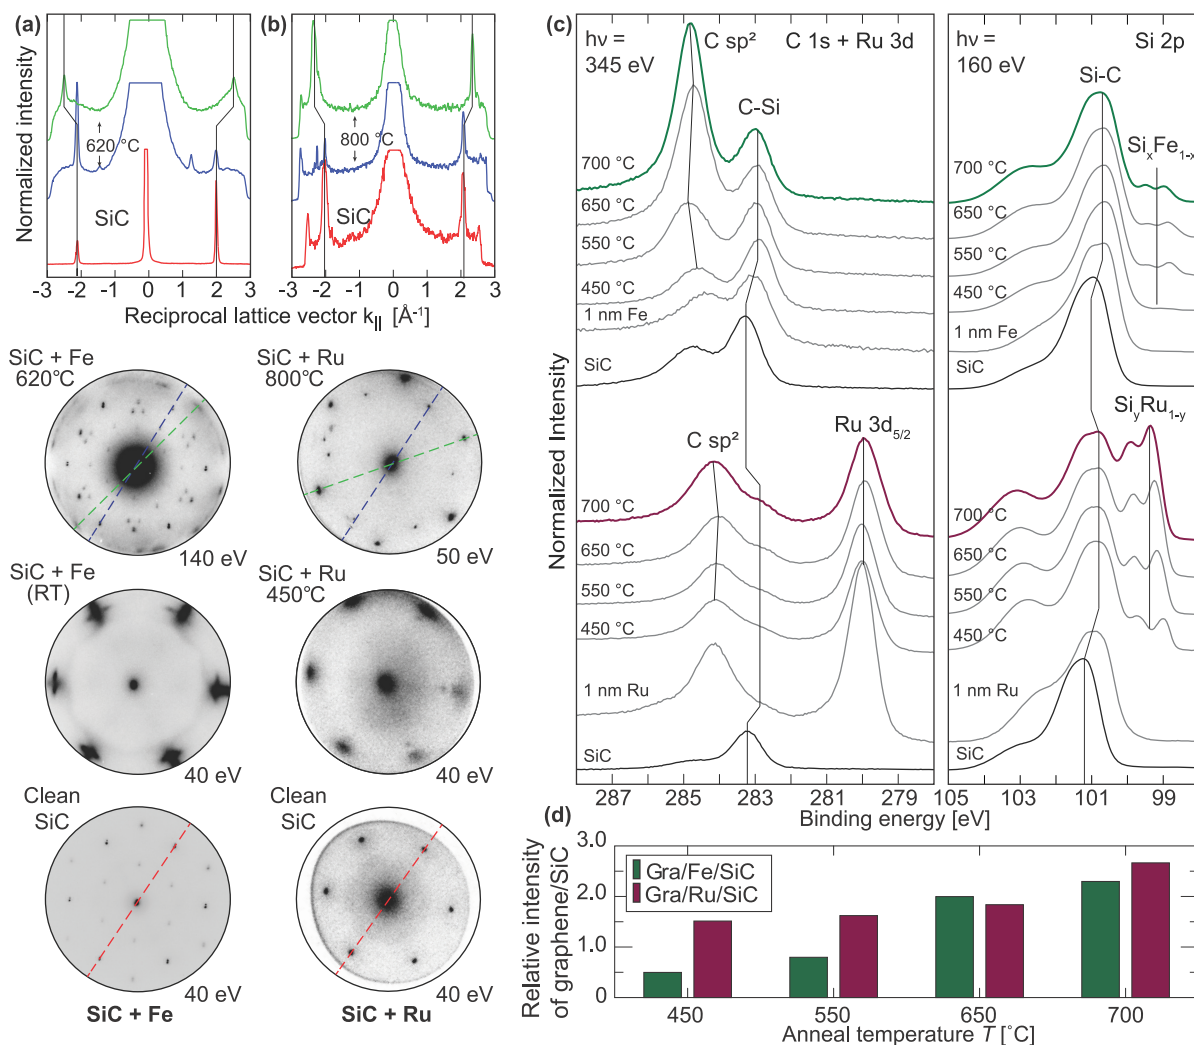 (a)
(b)
Normalized intensity
620 °C
800 °C
SiC
SiC
-3 -2 -1 0 1 2 3
-3 -2 -1 0 1 2 3
Reciprocal lattice vector k|| [Å-1]
SiC + Fe
620°C
140 eV
SiC + Ru
800°C
50 eV
SiC + Fe
(RT)
40 eV
SiC + Ru
450°C
40 eV
Clean
SiC
40 eV
Clean
SiC
40 eV
SiC + Fe
SiC + Ru
(c)
Normalized Intensity
hν =
345 eV
C sp²
C 1s + Ru 3d
C-Si
700 °C
650 °C
550 °C
450 °C
1 nm Fe
SiC
C sp²
Ru 3d5/2
700 °C
650 °C
550 °C
450 °C
1 nm Ru
SiC
287 285 283 281 279
hν =
160 eV
Si 2p
Si-C
SixFe1-x
700 °C
650 °C
550 °C
450 °C
1 nm Fe
SiC
SiyRu1-y
700 °C
650 °C
550 °C
450 °C
1 nm Ru
SiC
105 103 101 99
Binding energy [eV]
(d)
Relative intensity
of graphene/SiC
3.0
2.0
1.0
0
Gra/Fe/SiC
Gra/Ru/SiC
450 550 650 700
Anneal temperature T [°C]